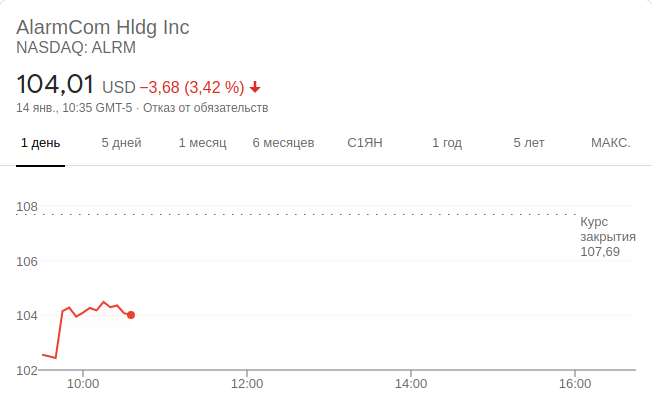 AlarmCom Hldg Inc
NASDAQ: ALRM
104,01 USD −3,68 (3,42 %)
14 янв., 10:35 GMT-5 · Отказ от обязательств
1 день 5 дней 1 месяц 6 месяцев С1ЯН 1 год 5 лет МАКС.
108
Курс
закрытия
107,69
106
104
102
10:00 12:00 14:00 16:00